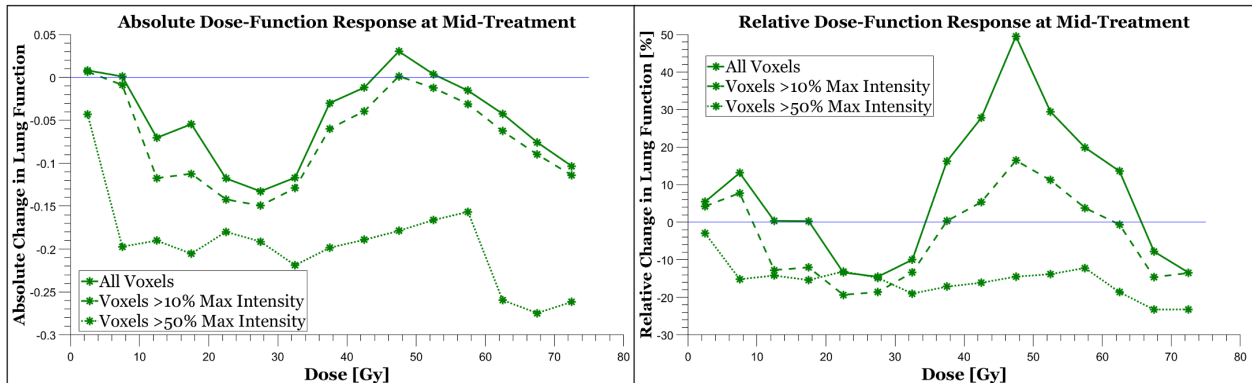 Absolute Dose-Function Response at Mid-Treatment
Absolute Change in Lung Function
0.05
0
-0.05
-0.1
-0.15
-0.2
-0.25
-0.3
All Voxels
Voxels >10% Max Intensity
Voxels >50% Max Intensity
0 10 20 30 40 50 60 70 80
Dose [Gy]
Relative Dose-Function Response at Mid-Treatment
Relative Change in Lung Function [%]
50
40
30
20
10
0
-10
-20
-30
All Voxels
Voxels >10% Max Intensity
Voxels >50% Max Intensity
0 10 20 30 40 50 60 70 80
Dose [Gy]